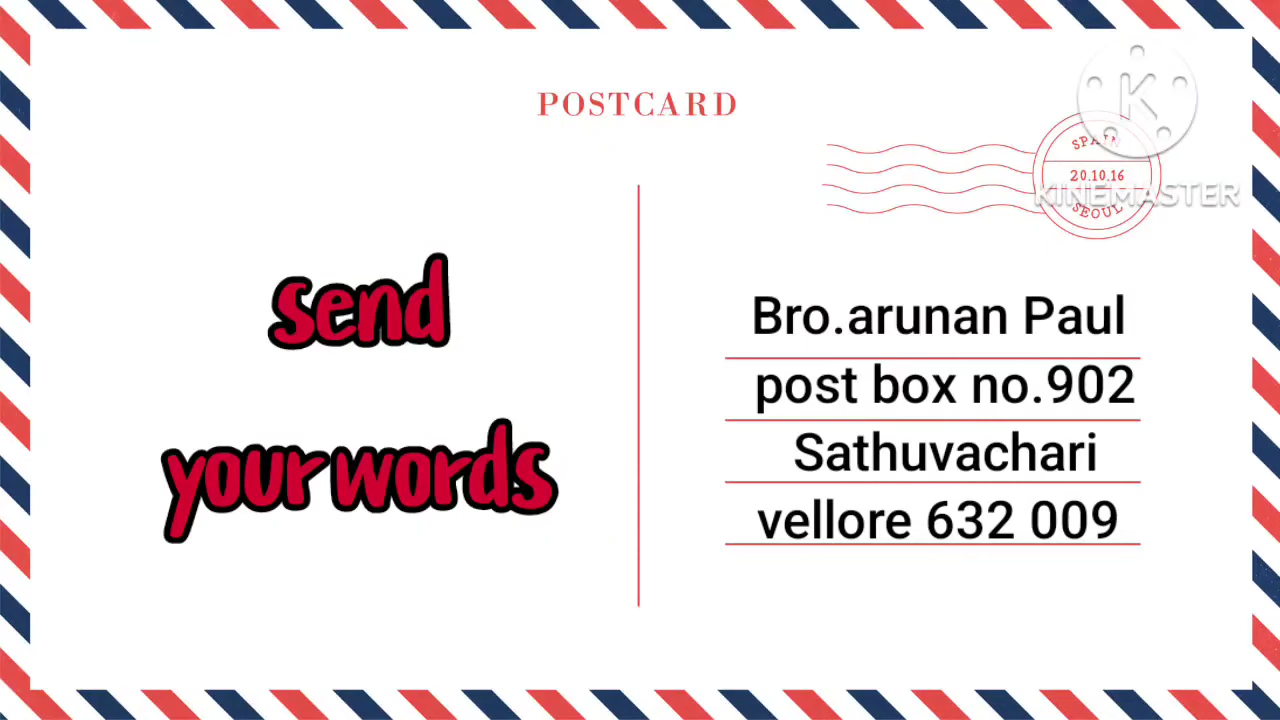 POSTCARD
SPAIN
20.10.16
SEOUL
K
KINEMASTER
send
your words
Bro.arunan Paul
post box no.902
Sathuvachari
vellore 632 009